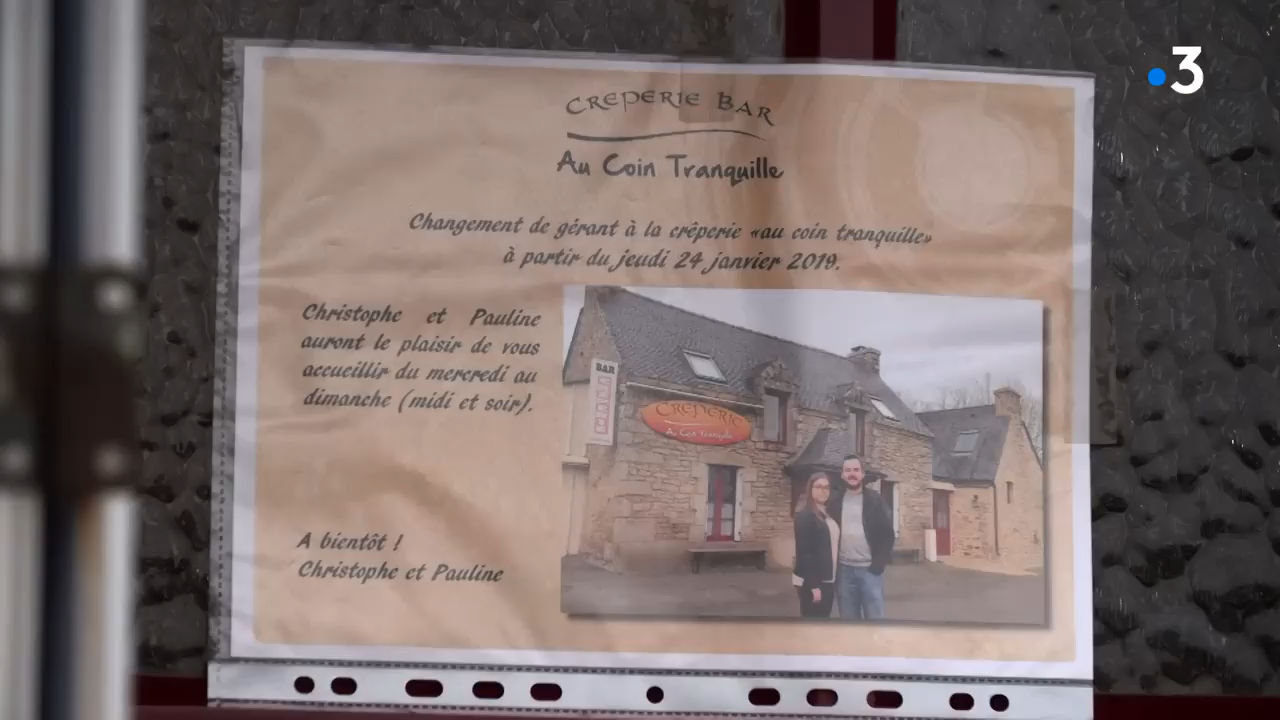 3
CREPERIE BAR
Au Coin Tranquille
Changement de gérant à la crêperie «au coin tranquille»
à partir du jeudi 24 janvier 2019.
Christophe et Pauline
auront le plaisir de vous
accueillir du mercredi au
dimanche (midi et soir).
BAR
CREPERIE
Au Coin Tranquille
A bientôt !
Christophe et Pauline